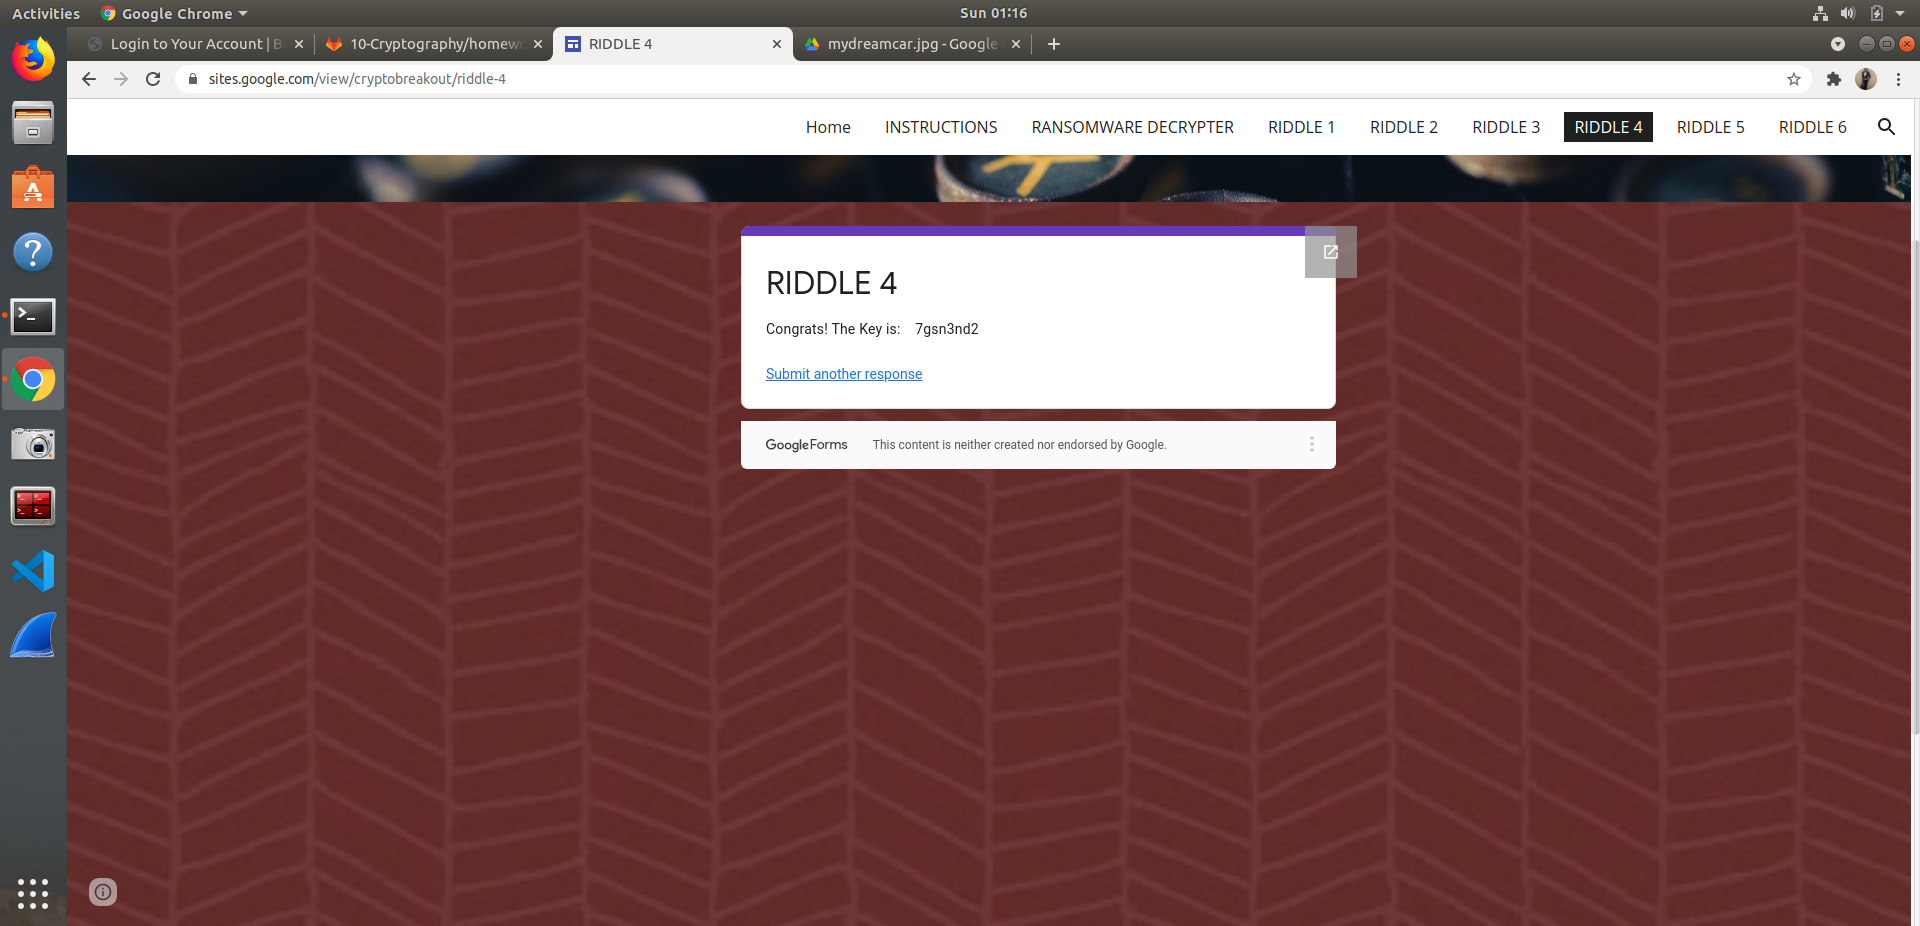 Activities
Google Chrome
Sun 01:16
Login to Your Account | B
10-Cryptography/homewo
RIDDLE 4
mydreamcar.jpg - Google
sites.google.com/view/cryptobreakout/riddle-4
Home
INSTRUCTIONS
RANSOMWARE DECRYPTER
RIDDLE 1
RIDDLE 2
RIDDLE 3
RIDDLE 4
RIDDLE 5
RIDDLE 6
RIDDLE 4
Congrats! The Key is: 7gsn3nd2
Submit another response
Google Forms
This content is neither created nor endorsed by Google.